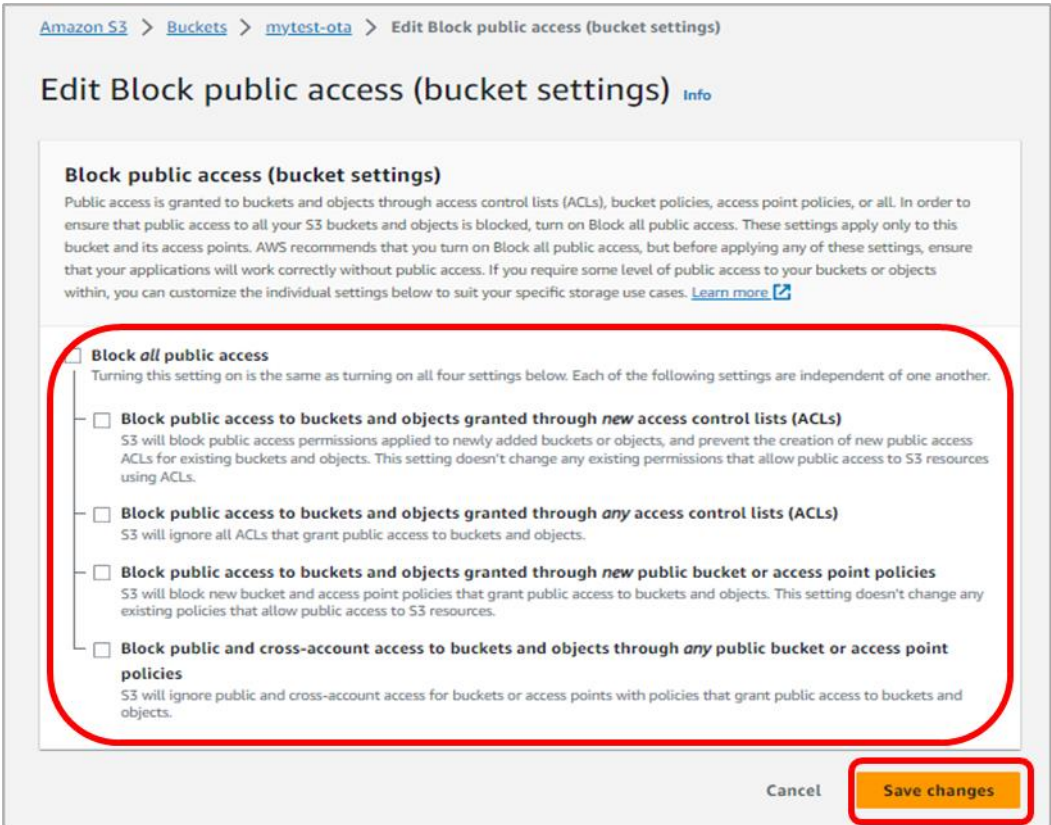 Amazon S3 > Buckets > mytest-ota > Edit Block public access (bucket settings)
Edit Block public access (bucket settings) Info
Block public access (bucket settings)
Public access is granted to buckets and objects through access control lists (ACLs), bucket policies, access point policies, or all. In order to
ensure that public access to all your S3 buckets and objects is blocked, turn on Block all public access. These settings apply only to this
bucket and its access points. AWS recommends that you turn on Block all public access, but before applying any of these settings, ensure
that your applications will work correctly without public access. If you require some level of public access to your buckets or objects
within, you can customize the individual settings below to suit your specific storage use cases. Learn more
Block all public access
Turning this setting on is the same as turning on all four settings below. Each of the following settings are independent of one another.
Block public access to buckets and objects granted through new access control lists (ACLs)
S3 will block public access permissions applied to newly added buckets or objects, and prevent the creation of new public access
ACLs for existing buckets and objects. This setting doesn't change any existing permissions that allow public access to S3 resources
using ACLs.
Block public access to buckets and objects granted through any access control lists (ACLs)
S3 will ignore all ACLs that grant public access to buckets and objects.
Block public access to buckets and objects granted through new public bucket or access point policies
S3 will block new bucket and access point policies that grant public access to buckets and objects. This setting doesn't change any
existing policies that allow public access to S3 resources.
Block public and cross-account access to buckets and objects through any public bucket or access point
policies
S3 will ignore public and cross-account access for buckets or access points with policies that grant public access to buckets and
objects.
Cancel Save changes